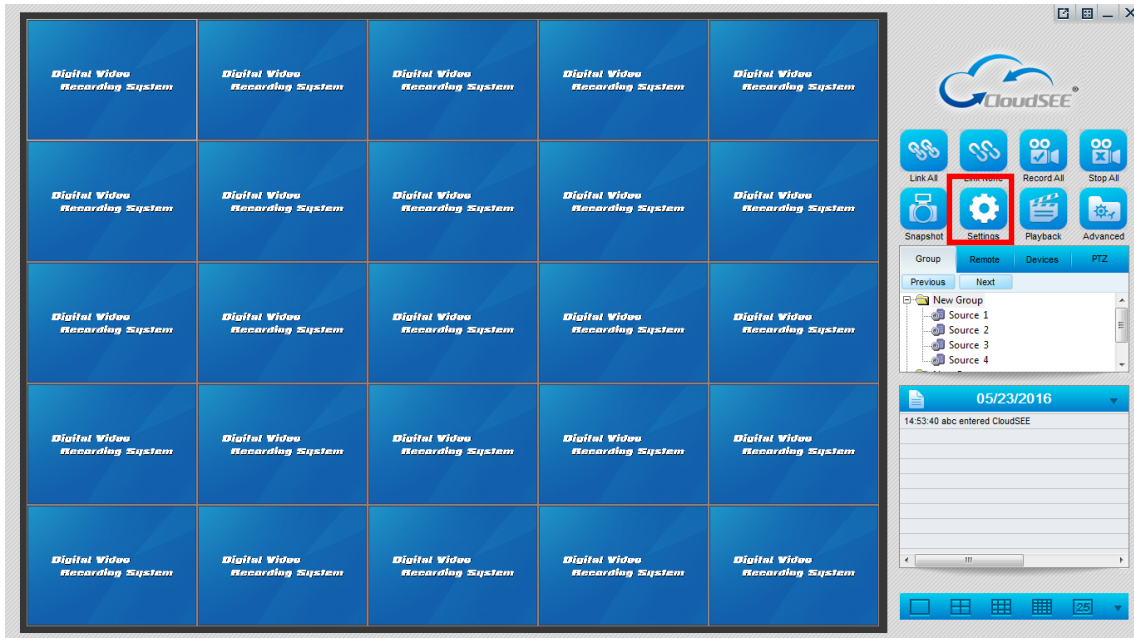 Digital Video Digital Video Digital Video Digital Video Digital Video
Recording System Recording System Recording System Recording System Recording System
Digital Video Digital Video Digital Video Digital Video Digital Video
Recording System Recording System Recording System Recording System Recording System
Digital Video Digital Video Digital Video Digital Video Digital Video
Recording System Recording System Recording System Recording System Recording System
Digital Video Digital Video Digital Video Digital Video Digital Video
Recording System Recording System Recording System Recording System Recording System
Digital Video Digital Video Digital Video Digital Video Digital Video
Recording System Recording System Recording System Recording System Recording System
CloudSEE®
Link All Link None Record All Stop All
Snapshot Settings Playback Advanced
Group Remote Devices PTZ
Previous Next
New Group
Source 1
Source 2
Source 3
Source 4
05/23/2016
14:53:40 abc entered CloudSEE
25